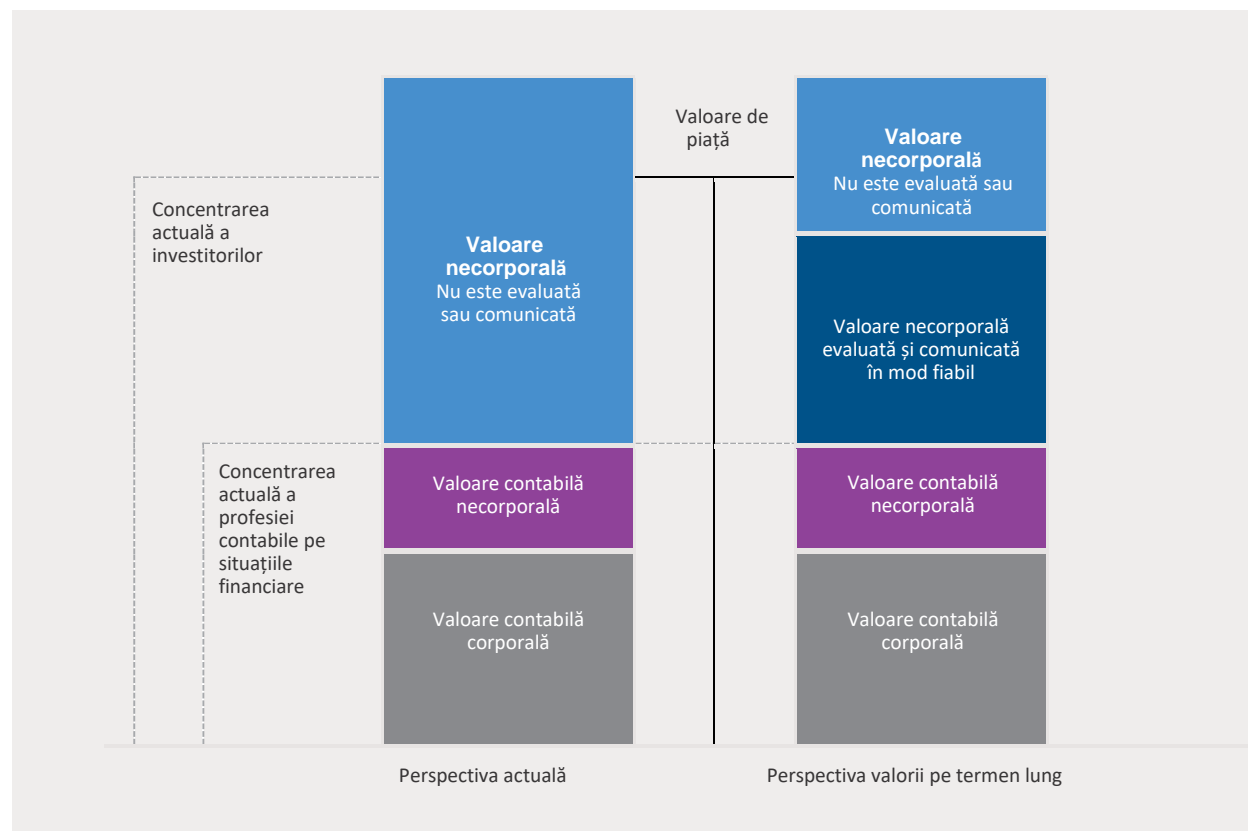 Valoare de
piață
Valoare
necorporală
Nu este evaluată sau
comunicată
Concentrarea
actuală a
investitorilor
Valoare
necorporală
Nu este evaluată
sau comunicată
Valoare necorporală
evaluată și comunicată
în mod fiabil
Concentrarea
actuală a
profesiei
contabile pe
situațiile
financiare
Valoare contabilă
necorporală
Valoare contabilă
necorporală
Valoare contabilă
corporală
Valoare contabilă
corporală
Perspectiva actuală
Perspectiva valorii pe termen lung